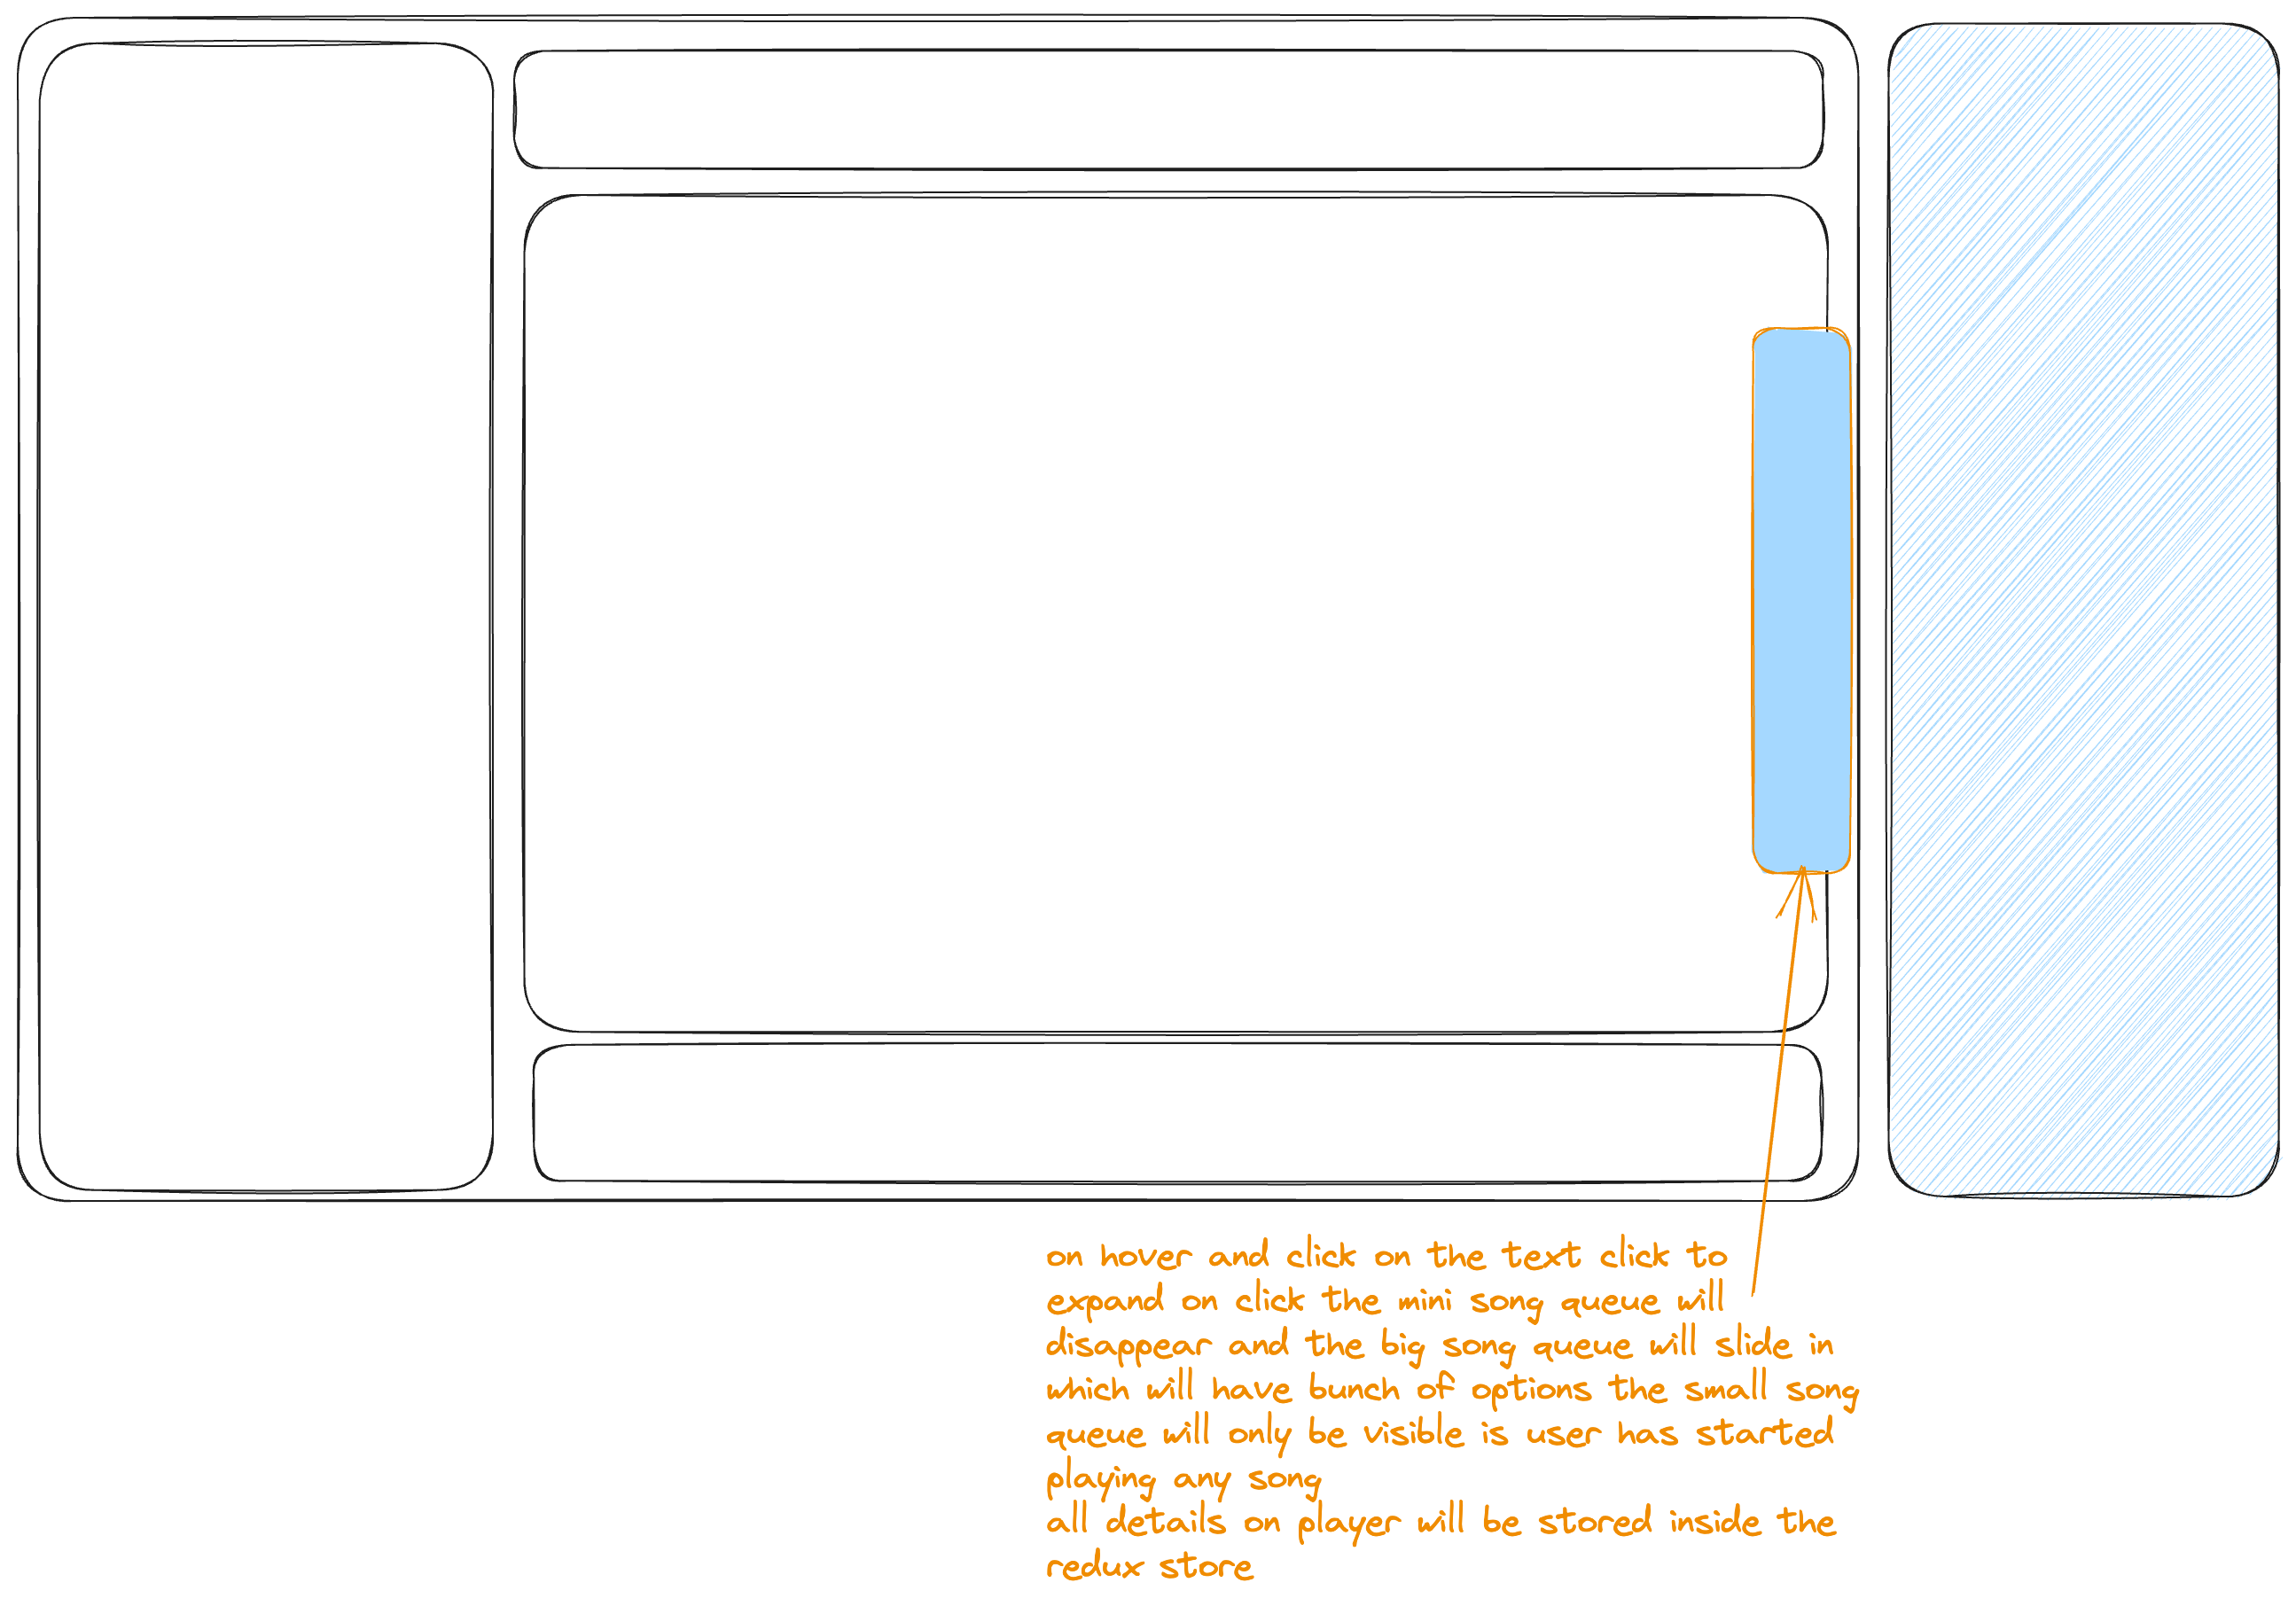 on hover and click on the text click to
expand on click the mini song queue will
disappear and the big song queue will slide in
which will have bunch of options the small song
queue will only be visible is user has started
playing any song
all details on player will be stored inside the
redux store